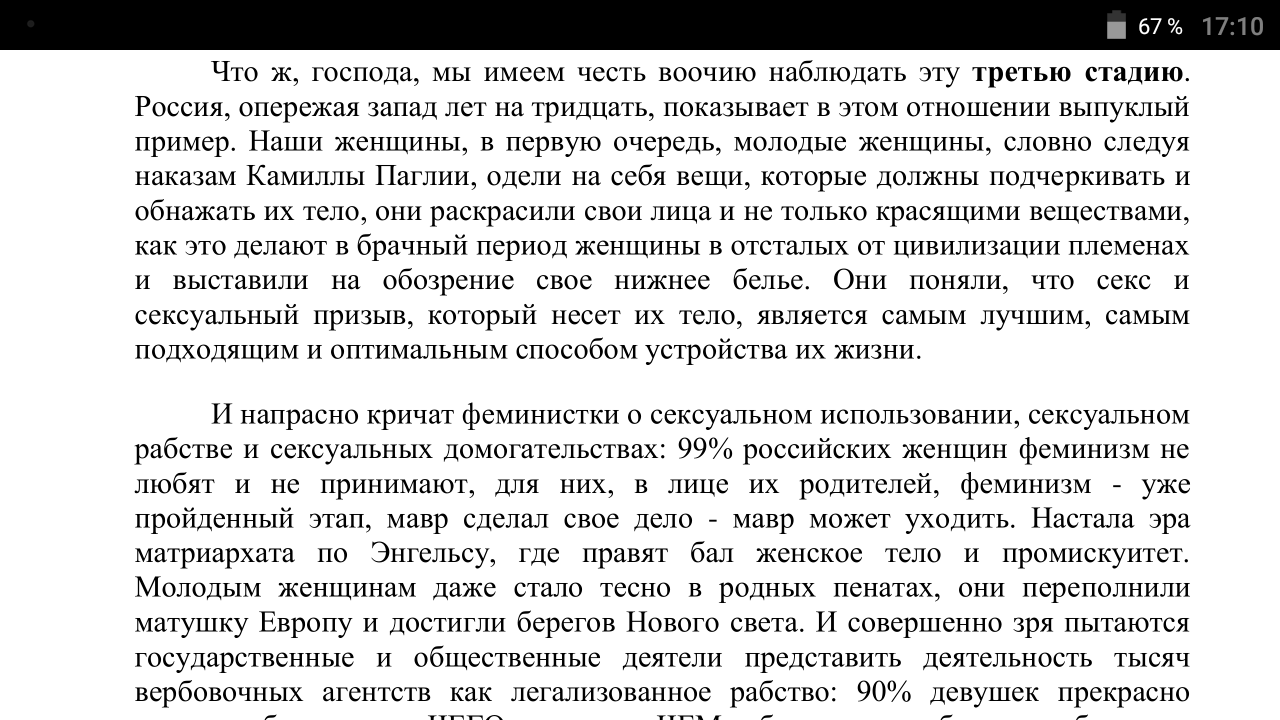 67 % 17:10
Что ж, господа, мы имеем честь воочию наблюдать эту третью стадию.
Россия, опережая запад лет на тридцать, показывает в этом отношении выпуклый
пример. Наши женщины, в первую очередь, молодые женщины, словно следуя
наказам Камиллы Паглии, одели на себя вещи, которые должны подчеркивать и
обнажать их тело, они раскрасили свои лица и не только красящими веществами,
как это делают в брачный период женщины в отсталых от цивилизации племенах
и выставили на обозрение свое нижнее белье. Они поняли, что секс и
сексуальный призыв, который несет их тело, является самым лучшим, самым
подходящим и оптимальным способом устройства их жизни.
И напрасно кричат феминистки о сексуальном использовании, сексуальном
рабстве и сексуальных домогательствах: 99% российских женщин феминизм не
любят и не принимают, для них, в лице их родителей, феминизм - уже
пройденный этап, мавр сделал свое дело - мавр может уходить. Настала эра
матриархата по Энгельсу, где правят бал женское тело и промискуитет.
Молодым женщинам даже стало тесно в родных пенатах, они переполнили
матушку Европу и достигли берегов Нового света. И совершенно зря пытаются
государственные и общественные деятели представить деятельность тысяч
вербовочных агентств как легализованное рабство: 90% девушек прекрасно